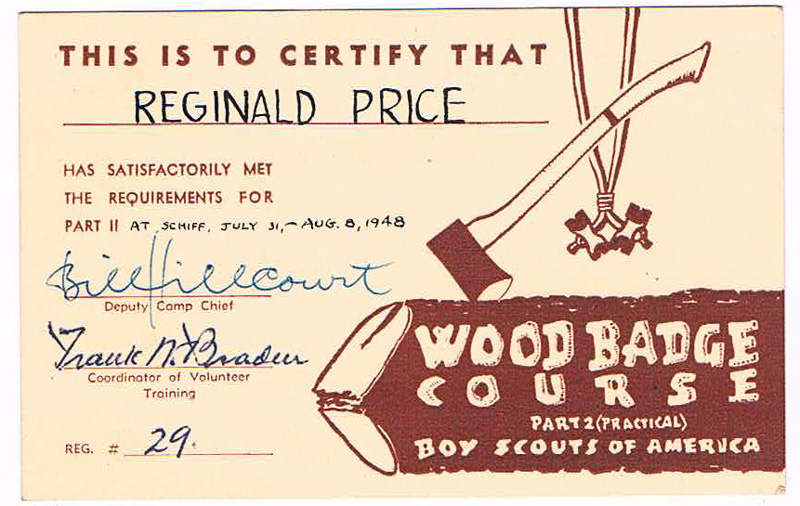 THIS IS TO CERTIFY THAT
REGINALD PRICE
HAS SATISFACTORILY MET
THE REQUIREMENTS FOR
PART II AT SCHIFF, JULY 31,-AUG. 8, 1948
Bill Hillcourt
Deputy Camp Chief
Frank N. Braden
Coordinator of Volunteer
Training
REG. # 29.
WOOD BADGE
COURSE
PART 2 (PRACTICAL)
BOY SCOUTS OF AMERICA